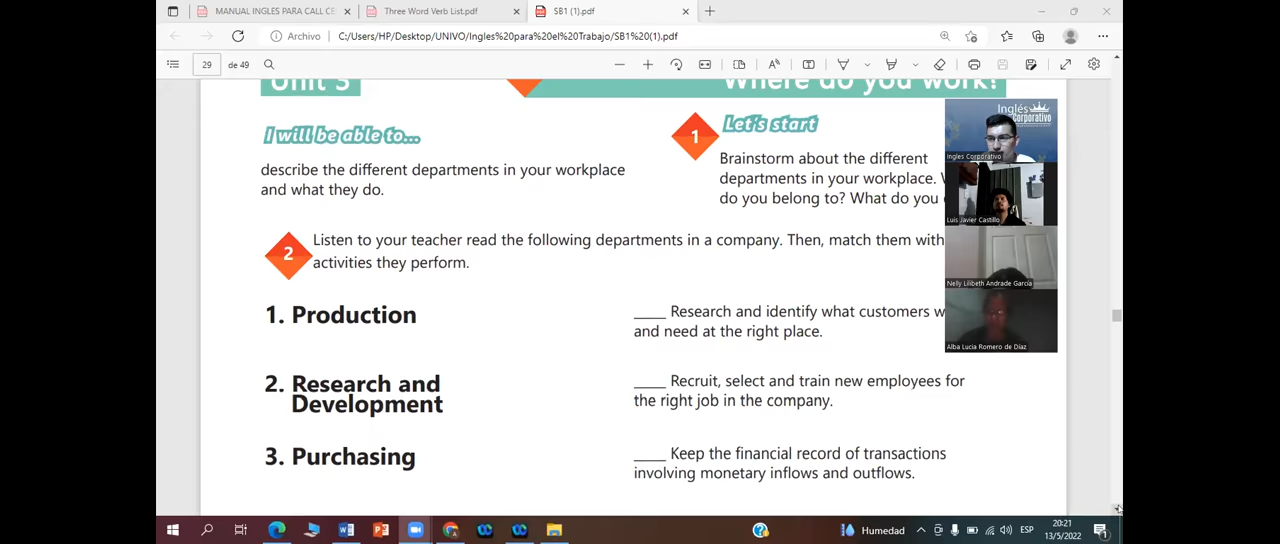 MANUAL INGLES PARA CALL CE
Three Word Verb List.pdf
SB1 (1).pdf
Archivo
C:/Users/HP/Desktop/UNIVO/Ingles%20para%20el%20Trabajo/SB1%20(1).pdf
29 de 49
Unit 3 Where do you work?
I will be able to...
describe the different departments in your workplace
and what they do.
1
Let's start
Brainstorm about the different
departments in your workplace.
do you belong to? What do you
2
Listen to your teacher read the following departments in a company. Then, match them with
activities they perform.
1. Production
____ Research and identify what customers w
and need at the right place.
2. Research and
Development
____ Recruit, select and train new employees for
the right job in the company.
3. Purchasing
____ Keep the financial record of transactions
involving monetary inflows and outflows.
Inglés
Corporativo
Ingles Corporativo
Luis Javier Castillo
Nelly Lilibeth Andrade García
Alba Lucia Romero de Díaz
Humedad
ESP
20:21
13/5/2022
1